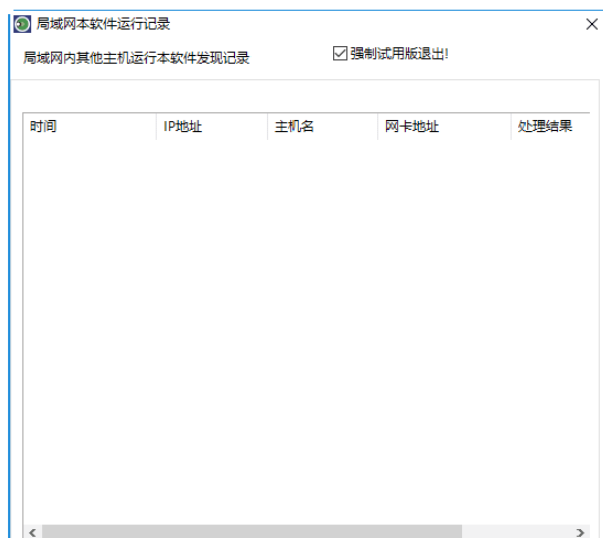 局域网本软件运行记录
局域网内其他主机运行本软件发现记录 强制试用版退出!
时间 IP地址 主机名 网卡地址 处理结果